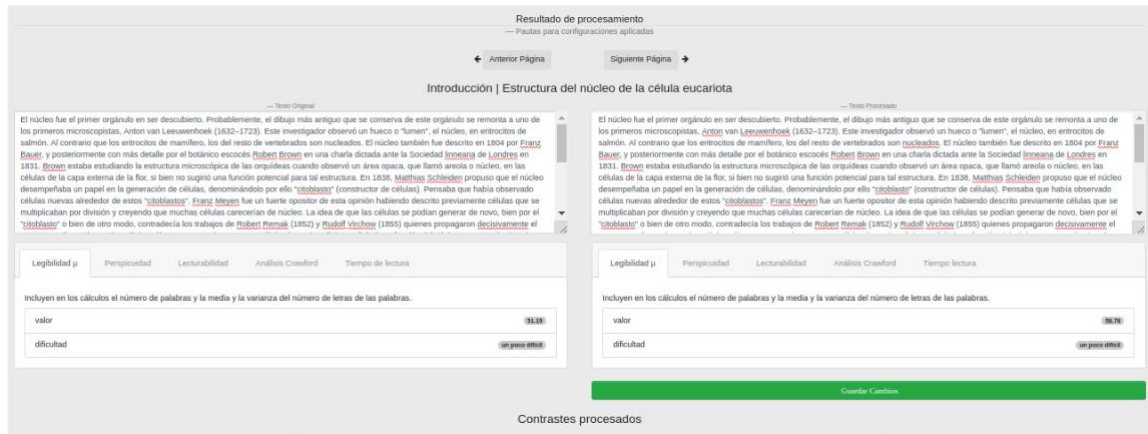 Resultado de procesamiento
— Pautas para configuraciones aplicadas
Anterior Página
Siguiente Página
Introducción | Estructura del núcleo de la célula eucariota
— Texto Original
El núcleo fue el primer orgánulo en ser descubierto. Probablemente, el dibujo más antiguo que se conserva de este orgánulo se remonta a uno de
los primeros microscopistas, Anton van Leeuwenhoek (1632–1723). Este investigador observó un hueco o "lumen", el núcleo, en eritrocitos de
salmón. Al contrario que los eritrocitos de mamífero, los del resto de vertebrados son nucleados. El núcleo también fue descrito en 1804 por Franz
Bauer, y posteriormente con más detalle por el botánico escocés Robert Brown en una charla dictada ante la Sociedad linneana de Londres en
1831. Brown estaba estudiando la estructura microscópica de las orquídeas cuando observó un área opaca, que llamó areola o núcleo, en las
células de la capa externa de la flor, si bien no sugirió una función potencial para tal estructura. En 1838, Matthias Schleiden propuso que el núcleo
desempeñaba un papel en la generación de células, denominándolo por ello "citoblasto" (constructor de células). Pensaba que había observado
células nuevas alrededor de estos "citoblastos". Franz Meyen fue un fuerte opositor de esta opinión habiendo descrito previamente células que se
multiplicaban por división y creyendo que muchas células carecerían de núcleo. La idea de que las células se podían generar de novo, bien por el
"citoblasto" o bien de otro modo, contradecía los trabajos de Robert Remak (1852) y Rudolf Virchow (1855) quienes propagaron decisivamente el
Legibilidad μ
Perspicuidad
Lecturabilidad
Análisis Crawford
Tiempo de lectura
Incluyen en los cálculos el número de palabras y la media y la varianza del número de letras de las palabras.
valor
51.19
dificultad
un poco difícil
— Texto Procesado
El núcleo fue el primer orgánulo en ser descubierto. Probablemente, el dibujo más antiguo que se conserva de este orgánulo se remonta a uno de
los primeros microscopistas, Anton van Leeuwenhoek (1632–1723). Este investigador observó un hueco o "lumen", el núcleo, en eritrocitos de
salmón. Al contrario que los eritrocitos de mamífero, los del resto de vertebrados son nucleados. El núcleo también fue descrito en 1804 por Franz
Bauer, y posteriormente con más detalle por el botánico escocés Robert Brown en una charla dictada ante la Sociedad linneana de Londres en
1831. Brown estaba estudiando la estructura microscópica de las orquídeas cuando observó un área opaca, que llamó areola o núcleo, en las
células de la capa externa de la flor, si bien no sugirió una función potencial para tal estructura. En 1838, Matthias Schleiden propuso que el núcleo
desempeñaba un papel en la generación de células, denominándolo por ello "citoblasto" (constructor de células). Pensaba que había observado
células nuevas alrededor de estos "citoblastos". Franz Meyen fue un fuerte opositor de esta opinión habiendo descrito previamente células que se
multiplicaban por división y creyendo que muchas células carecerían de núcleo. La idea de que las células se podían generar de novo, bien por el
"citoblasto" o bien de otro modo, contradecía los trabajos de Robert Remak (1852) y Rudolf Virchow (1855) quienes propagaron decisivamente el
Legibilidad μ
Perspicuidad
Lecturabilidad
Análisis Crawford
Tiempo lectura
Incluyen en los cálculos el número de palabras y la media y la varianza del número de letras de las palabras.
valor
dificultad
un poco difícil
Guardar Cambios
Contrastes procesados